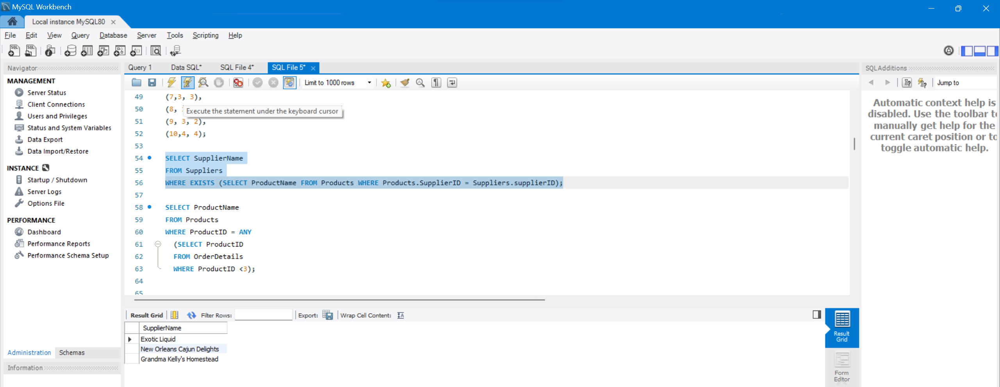 MySQL Workbench
Local instance MySQL80
File Edit View Query Database Server Tools Scripting Help
Navigator
MANAGEMENT
Server Status
Client Connections
Users and Privileges
Status and System Variables
Data Export
Data Import/Restore
INSTANCE
Startup / Shutdown
Server Logs
Options File
PERFORMANCE
Dashboard
Performance Reports
Performance Schema Setup
Administration Schemas
Information
Query 1 Data SQL* SQL File 4* SQL File 5*
Limit to 1000 rows
49 (7,3, 3),
50 (8,
Execute the statement under the keyboard cursor
51 (9, 3, 2),
52 (10,4, 4);
53
54 SELECT SupplierName
55 FROM Suppliers
56 WHERE EXISTS (SELECT ProductName FROM Products WHERE Products.SupplierID = Suppliers.supplierID);
57
58 SELECT ProductName
59 FROM Products
60 WHERE ProductID = ANY
61 (SELECT ProductID
62 FROM OrderDetails
63 WHERE ProductID <3);
64
65
Result Grid Filter Rows: Export: Wrap Cell Content:
SupplierName
Exotic Liquid
New Orleans Cajun Delights
Grandma Kelly's Homestead
Result
Grid
Form
Editor
SQLAdditions
Jump to
Automatic context help is
disabled. Use the toolbar to
manually get help for the
current caret position or to
toggle automatic help.